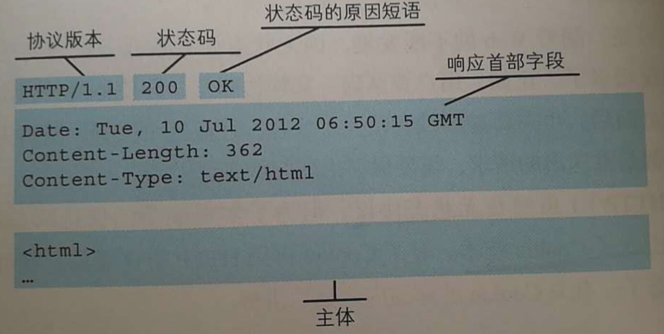 状态码的原因短语
协议版本 状态码
响应首部字段
HTTP/1.1 200 OK
Date: Tue, 10 Jul 2012 06:50:15 GMT
Content-Length: 362
Content-Type: text/html
<html>
…
主体